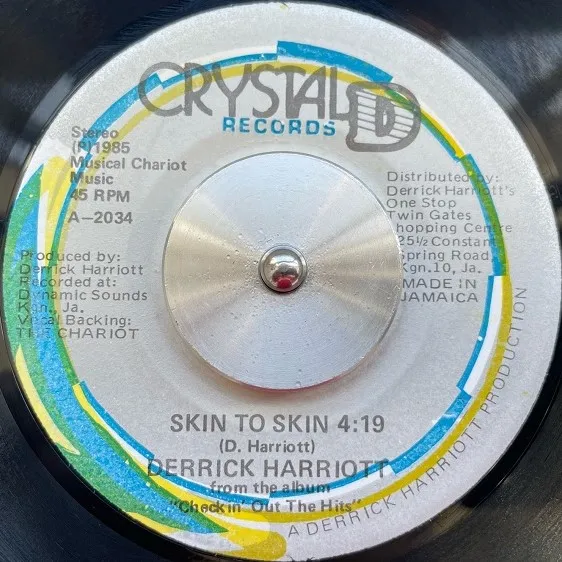 CRYSTAL D
RECORDS
Stereo
(P)1985
Musical Chariot
Music
45 RPM
A-2034
Distributed by:
Derrick Harriott's
One Stop
Twin Gates
Shopping Centre
25½ Constant
Spring Road,
Kgn.10, Ja.
MADE IN
JAMAICA
Produced by:
Derrick Harriott
Recorded at:
Dynamic Sounds
Kgn., Ja.
Vocal Backing:
THE CHARIOT
SKIN TO SKIN 4:19
(D. Harriott)
DERRICK HARRIOTT
from the album
"Checkin' Out The Hits"
A DERRICK HARRIOTT PRODUCTION